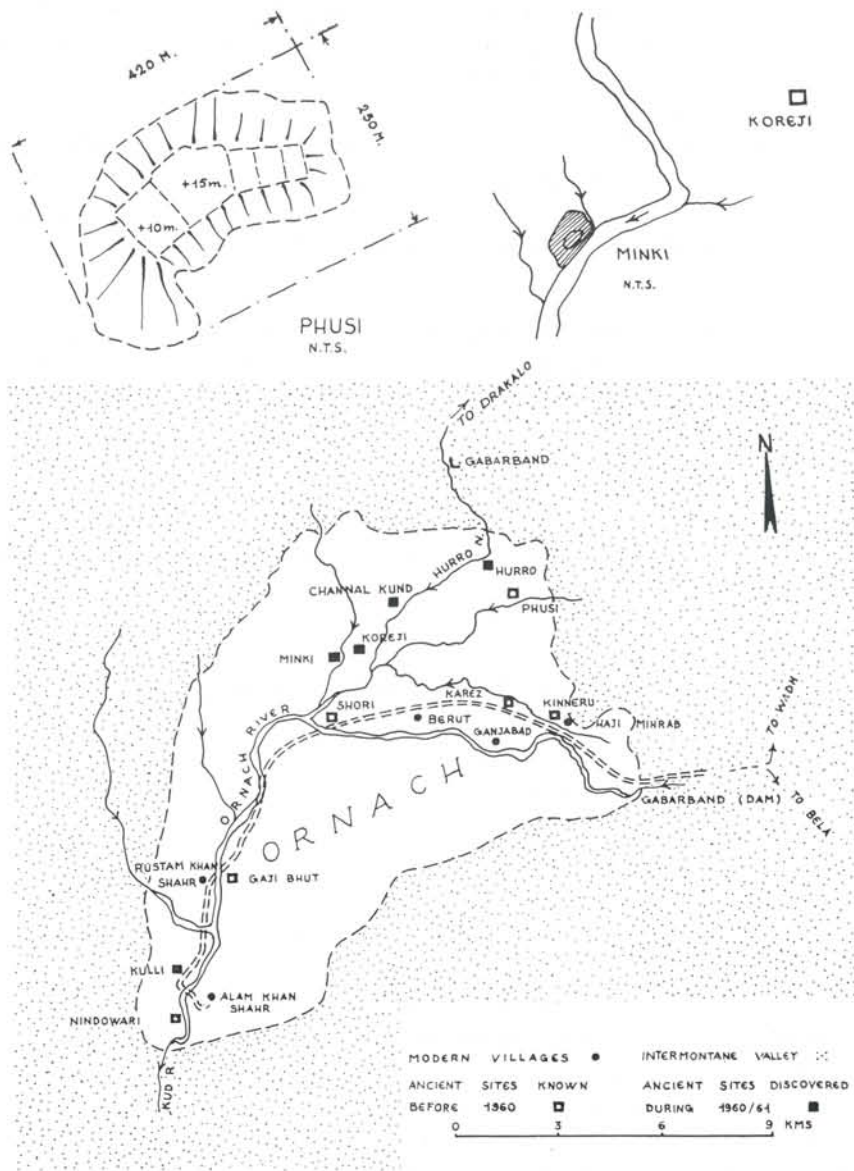 420 M.
250 M.
+15m.
+10m.
PHUSI
N.T.S.
KOREJI
MINKI
N.T.S.
TO DRAKALO
GABARBAND
N
HURRO N.
HURRO
CHANNAL KUND
PHUSI
KOREJI
MINKI
KAREZ
KINNERU
SHORI
BERUT
HAJI MIHRAB
GANJABAD
TO WADH
ORNACH RIVER
ORNACH
GABARBAND (DAM)
TO BELA
RUSTAM KHAN
SHAHR
GAJI BHUT
KULLI
ALAM KHAN
SHAHR
NINDOWARI
KUD R.
MODERN VILLAGES
INTERMONTANE VALLEY
ANCIENT SITES KNOWN
BEFORE 1960
ANCIENT SITES DISCOVERED
DURING 1960/61
KMS
0 3 6 9